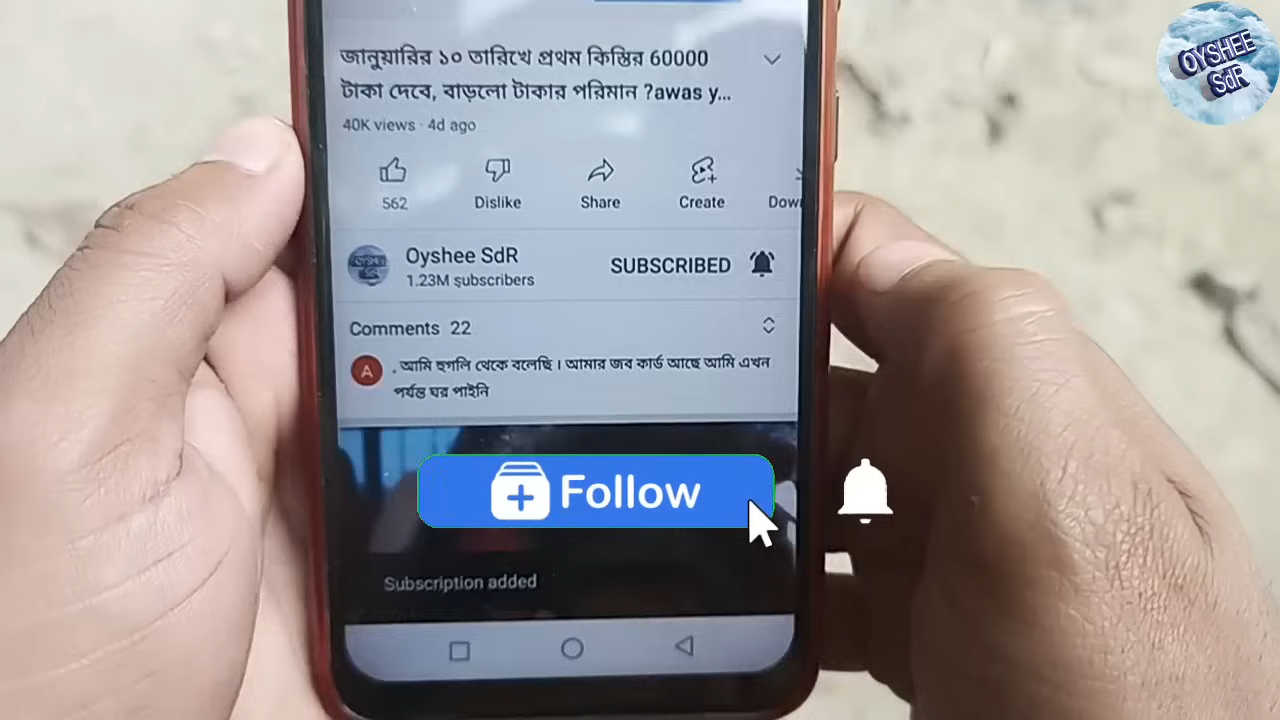 জানুয়ারির ১০ তারিখে প্রথম কিস্তির 60000
টাকা দেবে, বাড়লো টাকার পরিমান ?awas y...
40K views · 4d ago
562
Dislike
Share
Create
Down
Oyshee SdR
1.23M subscribers
SUBSCRIBED
Comments 22
A
. আমি হুগলি থেকে বলেছি । আমার জব কার্ড আছে আমি এখন
পর্যন্ত ঘর পাইনি
Follow
Subscription added
OYSHEE
SdR